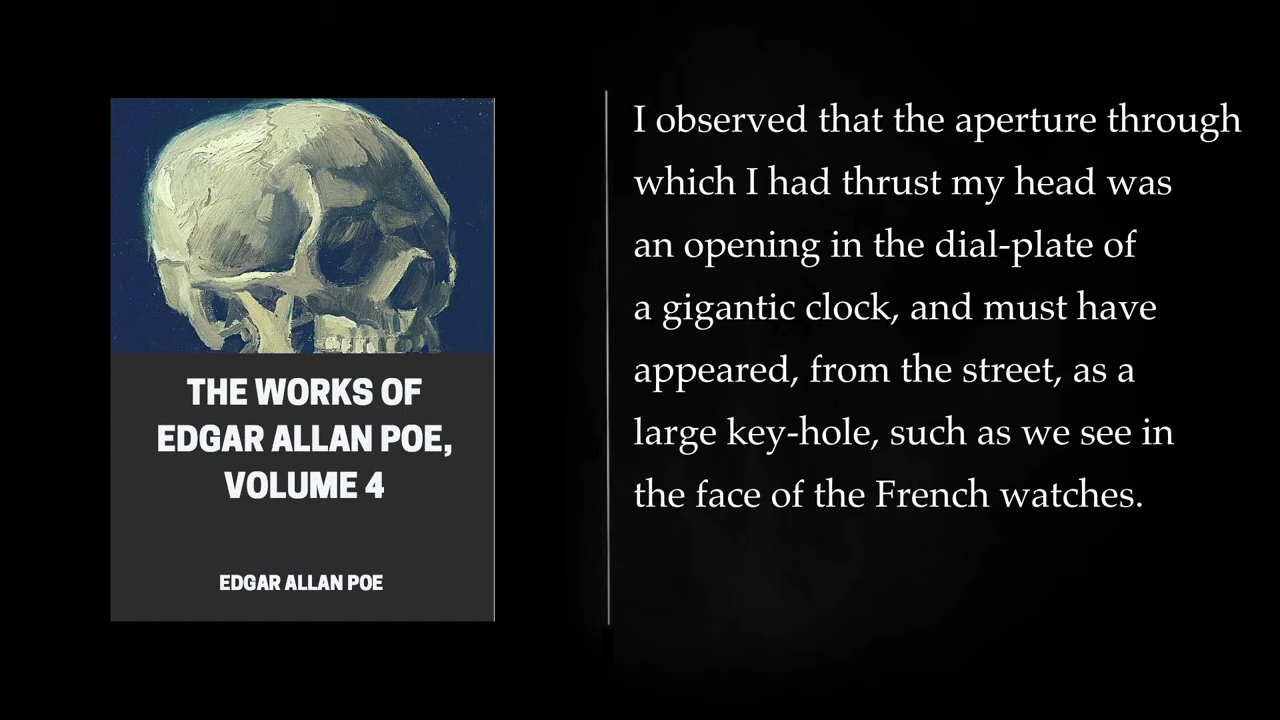 THE WORKS OF
EDGAR ALLAN POE,
VOLUME 4
EDGAR ALLAN POE
I observed that the aperture through
which I had thrust my head was
an opening in the dial-plate of
a gigantic clock, and must have
appeared, from the street, as a
large key-hole, such as we see in
the face of the French watches.